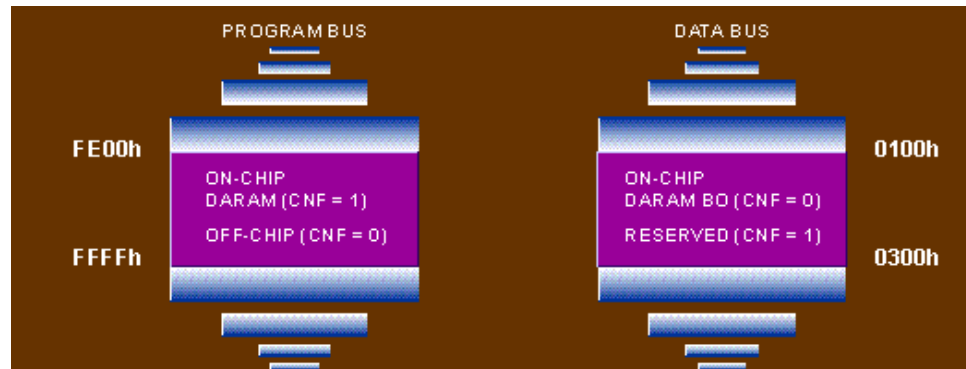 PROGRAM BUS
FE00h
ON-CHIP
DARAM (CNF = 1)
OFF-CHIP (CNF = 0)
FFFFh
DATA BUS
0100h
ON-CHIP
DARAM BO (CNF = 0)
RESERVED (CNF = 1)
0300h